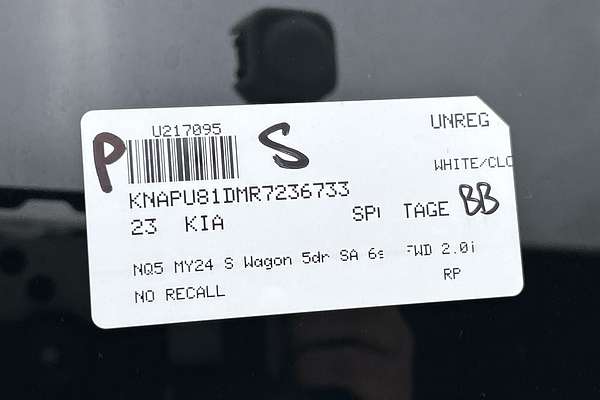 U217095
UNREG
P
S
WHITE/CLO
KNAPU81DMR7236733
23 KIA SP TAGE BB
NQ5 MY24 S Wagon 5dr SA 6s FWD 2.0i
NO RECALL
RP